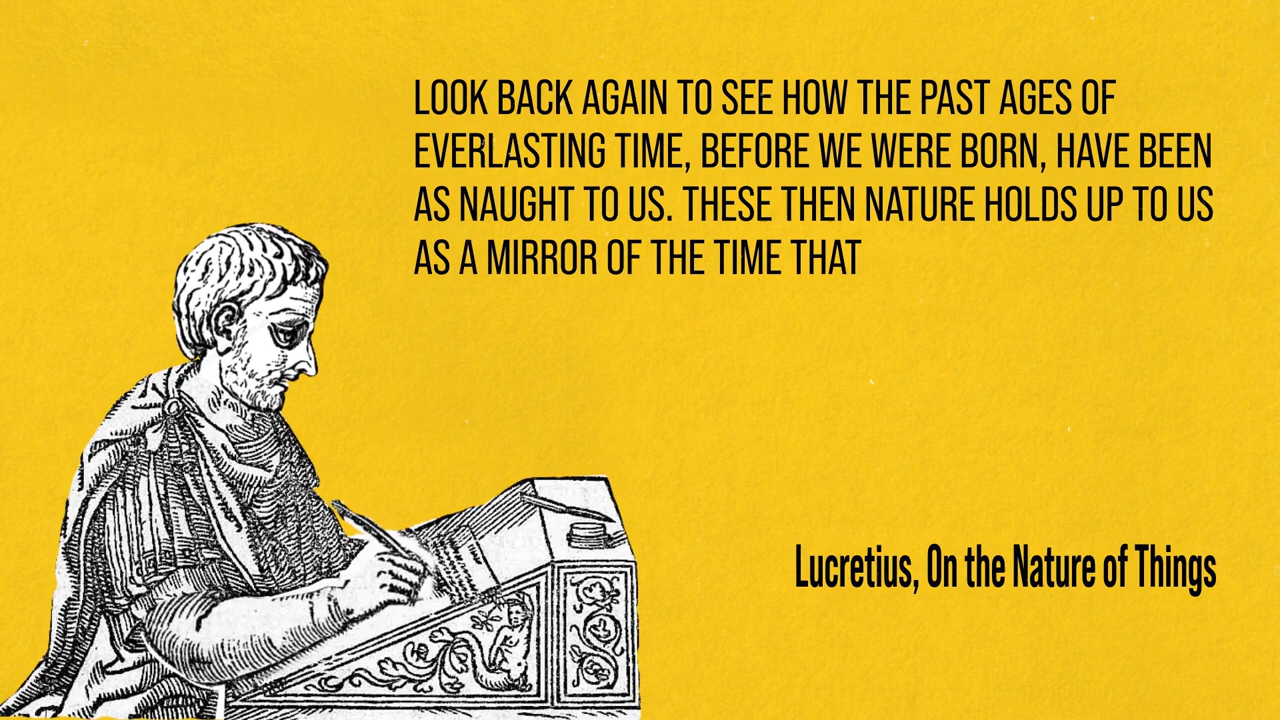 LOOK BACK AGAIN TO SEE HOW THE PAST AGES OF
EVERLASTING TIME, BEFORE WE WERE BORN, HAVE BEEN
AS NAUGHT TO US. THESE THEN NATURE HOLDS UP TO US
AS A MIRROR OF THE TIME THAT
Lucretius, On the Nature of Things